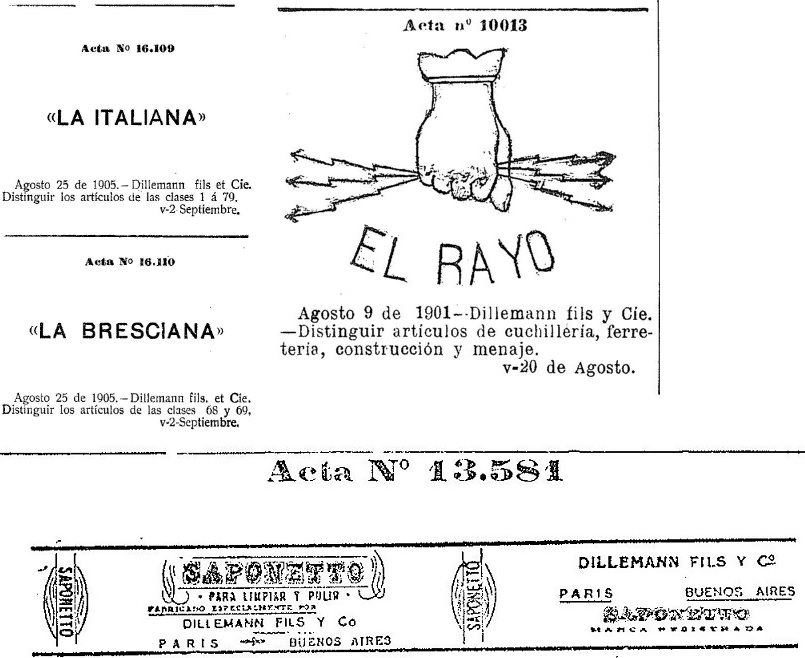 Acta Nº 16.109
«LA ITALIANA»
Agosto 25 de 1905.–Dillemann fils et Cie.
Distinguir los artículos de las clases 1 á 79.
v-2 Septiembre.
Acta Nº 16.110
«LA BRESCIANA»
Agosto 25 de 1905.–Dillemann fils. et Cie.
Distinguir los artículos de las clases 68 y 69,
v-2-Septiembre.
Acta nº 10013
EL RAYO
Agosto 9 de 1901–Dillemann fils y Cie.
—Distinguir artículos de cuchillería, ferre-
tería, construcción y menaje.
v-20 de Agosto.
Acta Nº 13.581
SAPONETTO
SAPONETTO
• PARA LIMPIAR Y PULIR •
FABRICADO ESPECIALMENTE POR
DILLEMANN FILS Y Co
PARIS BUENOS AIRES
SAPONETTO
DILLEMANN FILS Y Cº
PARIS BUENOS AIRES
SAPONETTO
MARCA REGISTRADA